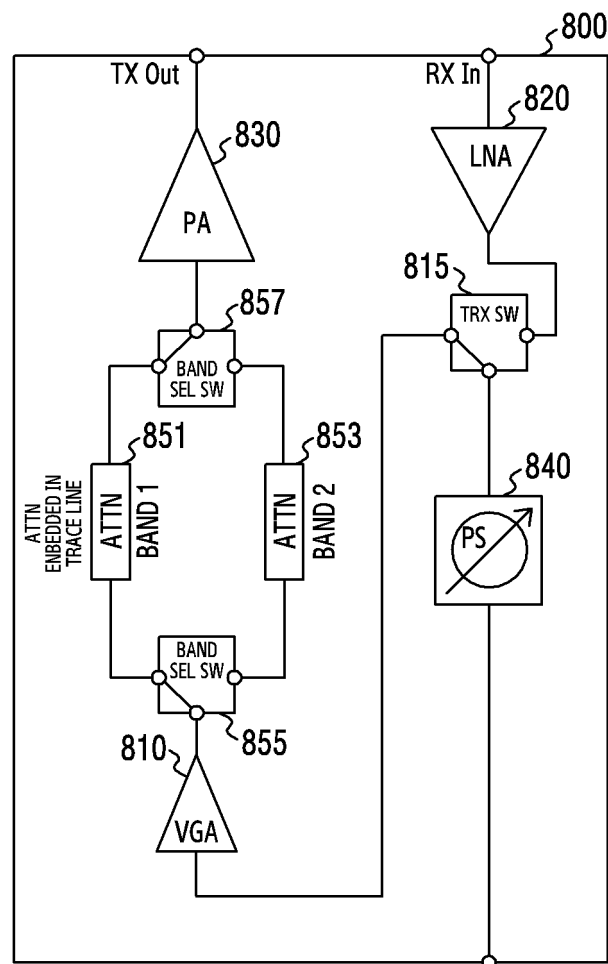 800
TX Out
RX In
820
LNA
830
PA
815
TRX SW
857
BAND
SEL SW
851
853
840
ATTN
ENBEDDED IN
TRACE LINE
ATTN
BAND 1
ATTN
BAND 2
PS
BAND
SEL SW
855
810
VGA